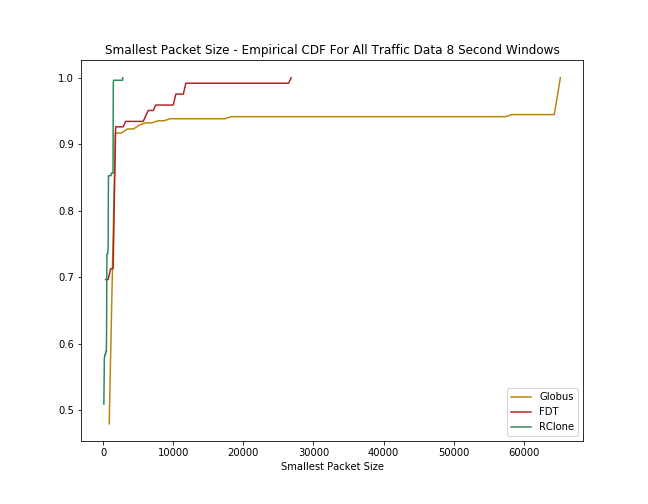 Smallest Packet Size - Empirical CDF For All Traffic Data 8 Second Windows
1.0
0.9
0.8
0.7
0.6
0.5
0 10000 20000 30000 40000 50000 60000
Smallest Packet Size
Globus
FDT
RClone